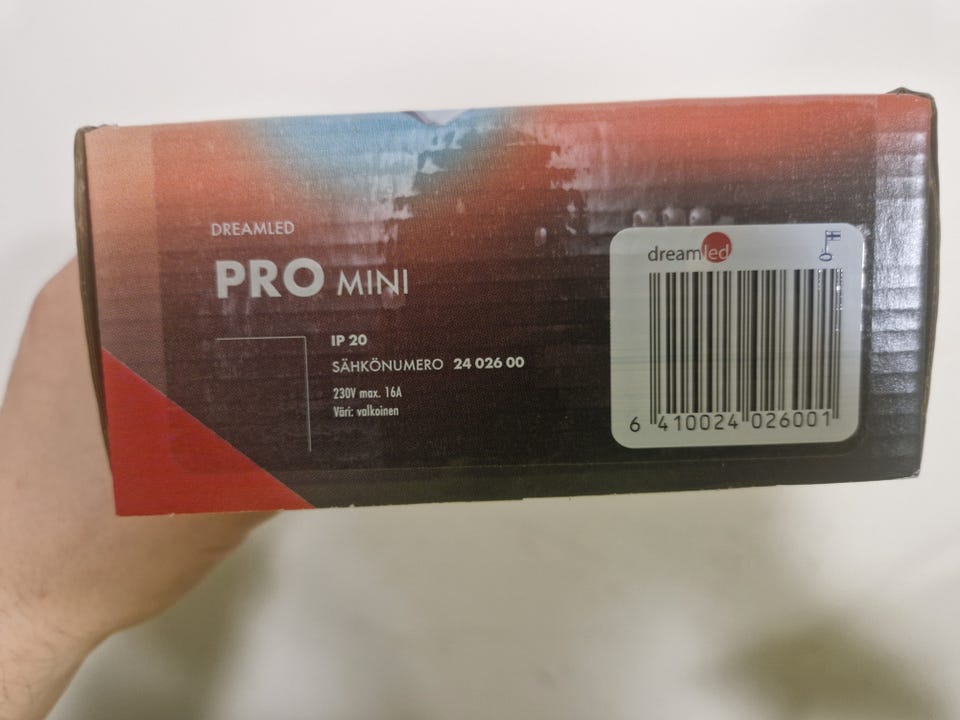 DREAMLED
PRO MINI
IP 20
SÄHKÖNUMERO 24 026 00
230V max. 16A
Väri: valkoinen
dreamled
6 410024 026001